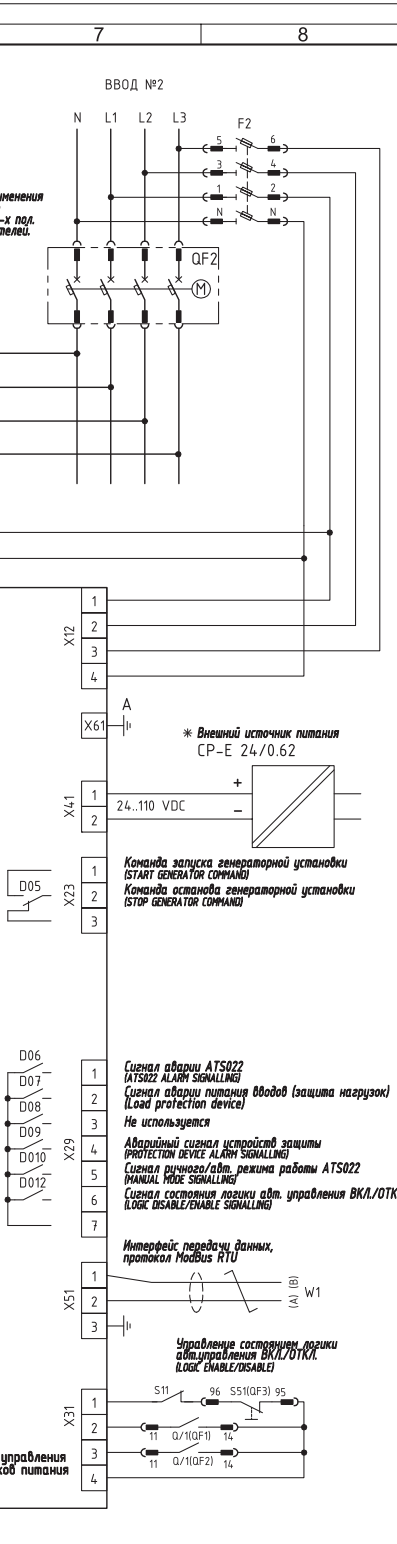 7 8
ВВОД №2
N L1 L2 L3
F2
5 6
3 4
1 2
N N
-х пол.
QF2
M
X12
1
2
3
4
X61
A
* Внешний источник питания
CP-E 24/0.62
X41
1
2
24..110 VDC
+
−
D05
X23
1
2
3
Команда запуска генераторной установки
(START GENERATOR COMMAND)
Команда останова генераторной установки
(STOP GENERATOR COMMAND)
D06
D07
D08
D09
D010
D012
X29
1
2
3
4
5
6
7
Сигнал аварии ATS022
(ATS022 ALARM SIGNALLING)
Сигнал аварии питания вводов (защита нагрузок)
(Load protection device)
Не используется
Аварийный сигнал устройств защиты
(PROTECTION DEVICE ALARM SIGNALLING)
Сигнал ручного/авт. режима работы ATS022
(MANUAL MODE SIGNALLING)
Сигнал состояния логики авт. управления ВКЛ./ОТК
(LOGIC DISABLE/ENABLE SIGNALLING)
Интерфейс передачи данных,
протокол ModBus RTU
X51
1
2
3
(A) (B)
W1
Управление состоянием логики
авт.управления ВКЛ./ОТКЛ.
(LOGIC ENABLE/DISABLE)
X31
1
2
3
4
S11 96 S51(QF3) 95
11 Q/1(QF1) 14
11 Q/1(QF2) 14
управления
ков питания